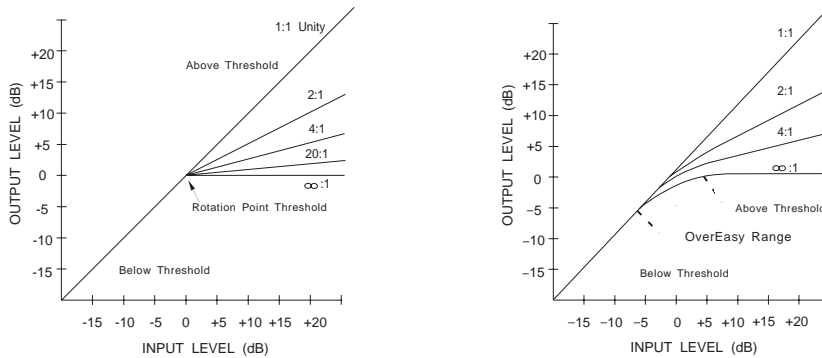 1:1 Unity
+20
Above Threshold
+15
2:1
+10
4:1
+5
20:1
0
∞:1
-5
Rotation Point Threshold
-10
-15
Below Threshold
OUTPUT LEVEL (dB)
-15 -10 -5 0 +5 +10 +15 +20
INPUT LEVEL (dB)
1:1
+20
+15
2:1
+10
4:1
+5
∞:1
0
-5
Above Threshold
OverEasy Range
-10
-15
Below Threshold
OUTPUT LEVEL (dB)
-15 -10 -5 0 +5 +10 +15 +20
INPUT LEVEL (dB)